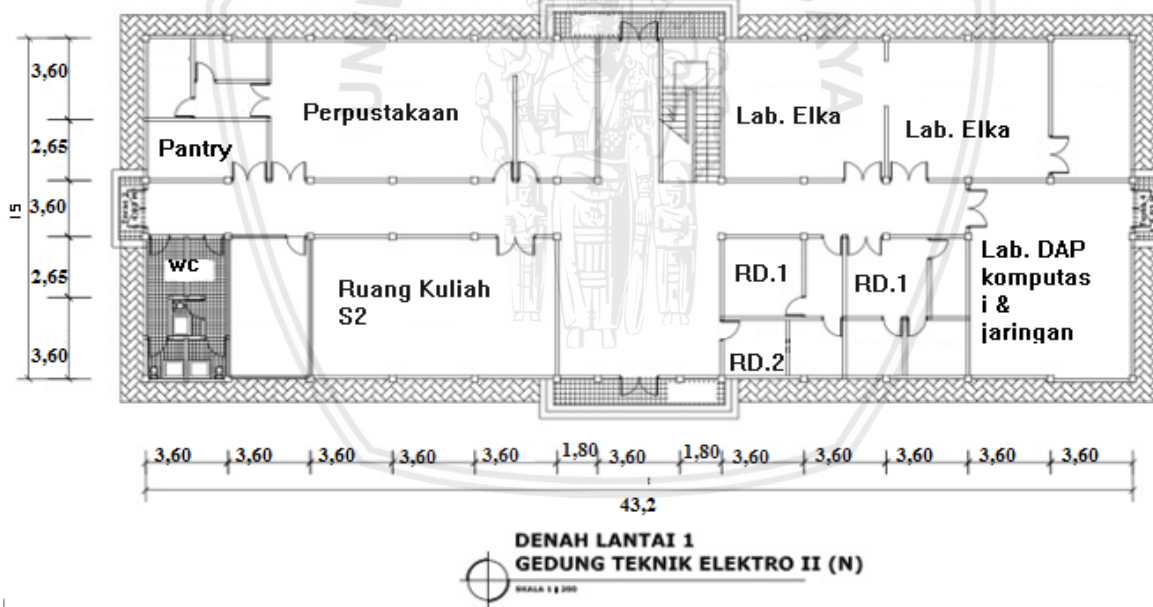 3,60
2,65
3,60
2,65
3,60
15
Perpustakaan
Pantry
Lab. Elka
Lab. Elka
WC
Ruang Kuliah
S2
RD.1
RD.1
RD.2
Lab. DAP
komputas
i &
jaringan
3,60 3,60 3,60 3,60 3,60 1,80 3,60 1,80 3,60 3,60 3,60 3,60 3,60
43,2
DENAH LANTAI 1
GEDUNG TEKNIK ELEKTRO II (N)
SKALA 1 : 200